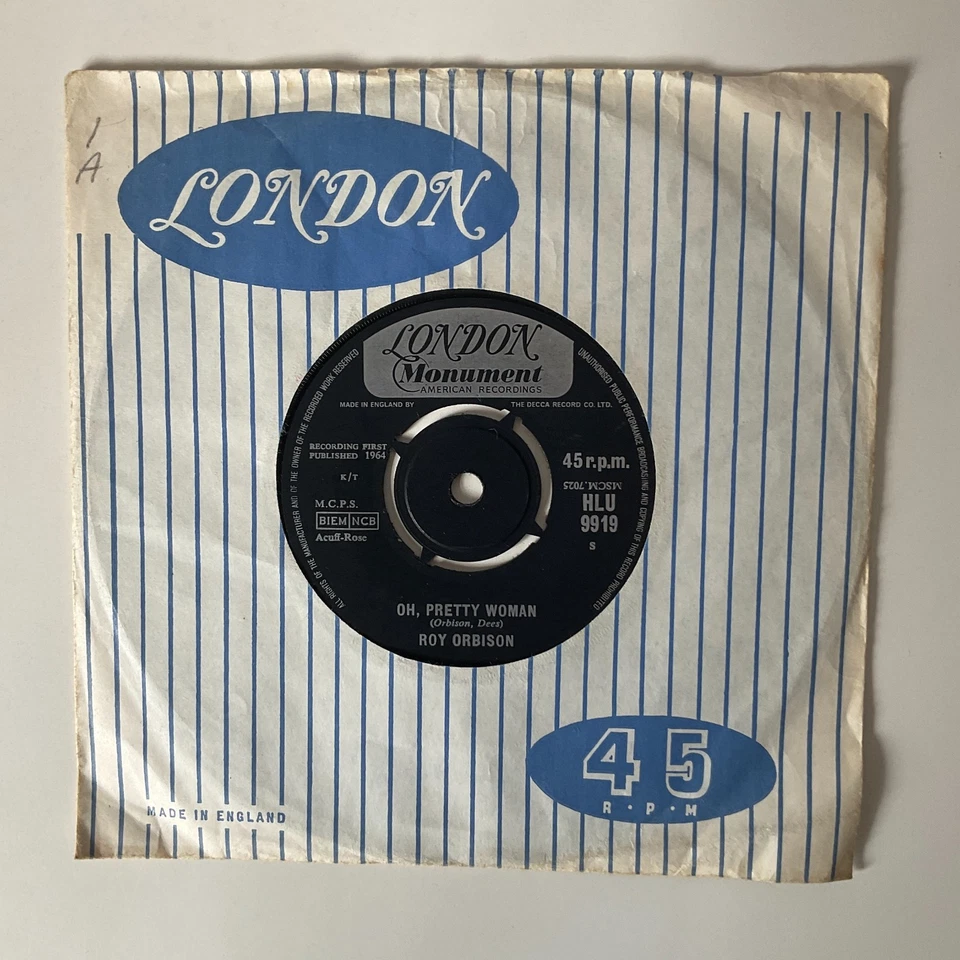 1
A
LONDON
LONDON
Monument
AMERICAN RECORDINGS
MADE IN ENGLAND BY THE DECCA RECORD CO. LTD.
ALL RIGHTS OF THE MANUFACTURER AND OF THE OWNER OF THE RECORDED WORK RESERVED
UNAUTHORISED PUBLIC PERFORMANCE BROADCASTING AND COPYING OF THIS RECORD PROHIBITED
RECORDING FIRST
PUBLISHED 1964
K/T
M.C.P.S.
BIEM NCB
Acuff-Rose
45 r.p.m.
MSCM.7025
HLU
9919
S
OH, PRETTY WOMAN
(Orbison, Dees)
ROY ORBISON
45
R·P·M
MADE IN ENGLAND